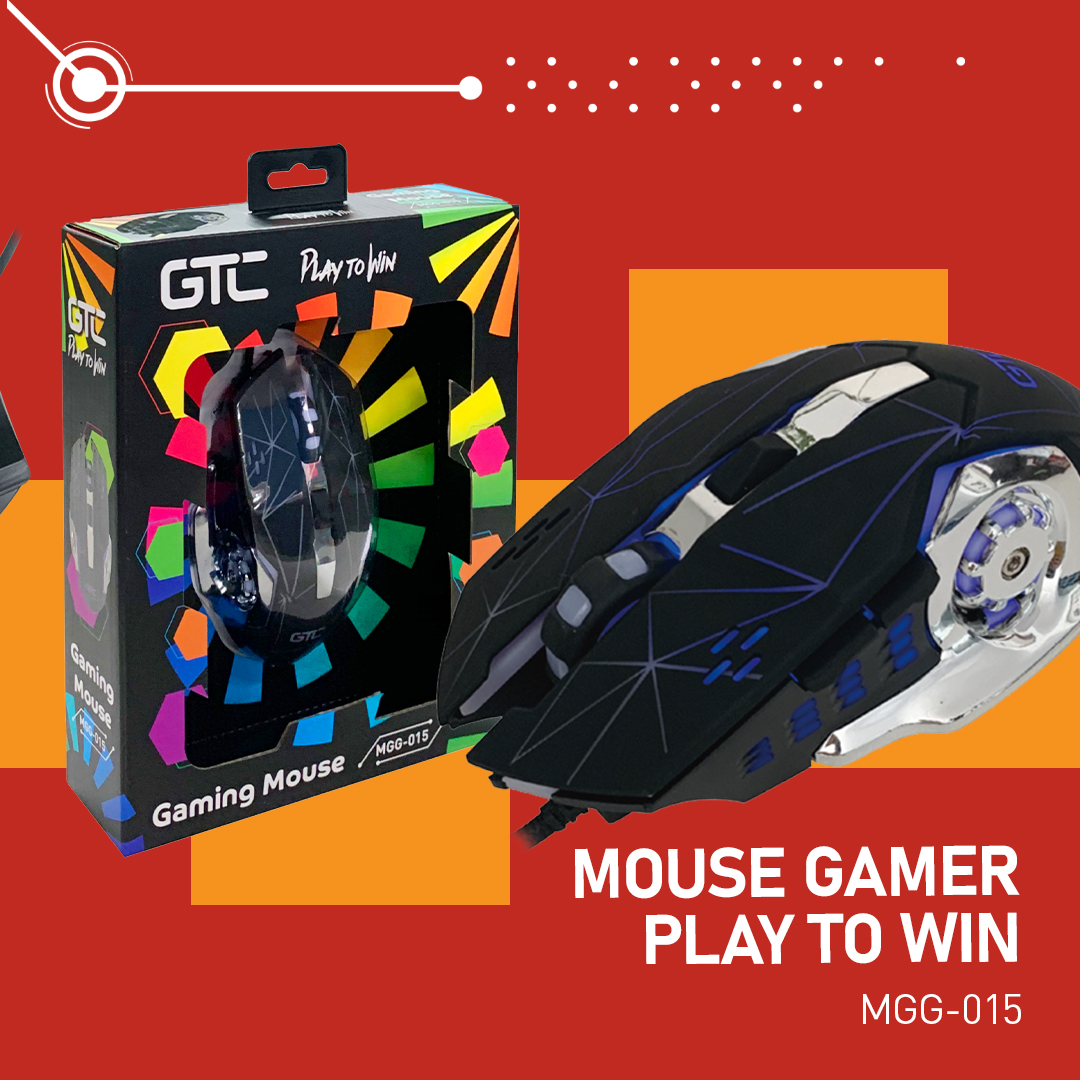 GTC PLAY TO WIN
GTC
PLAY TO WIN
GTC
Gaming
Mouse
MGG-015
MGG-015
Gaming Mouse
MOUSE GAMER
PLAY TO WIN
MGG-015